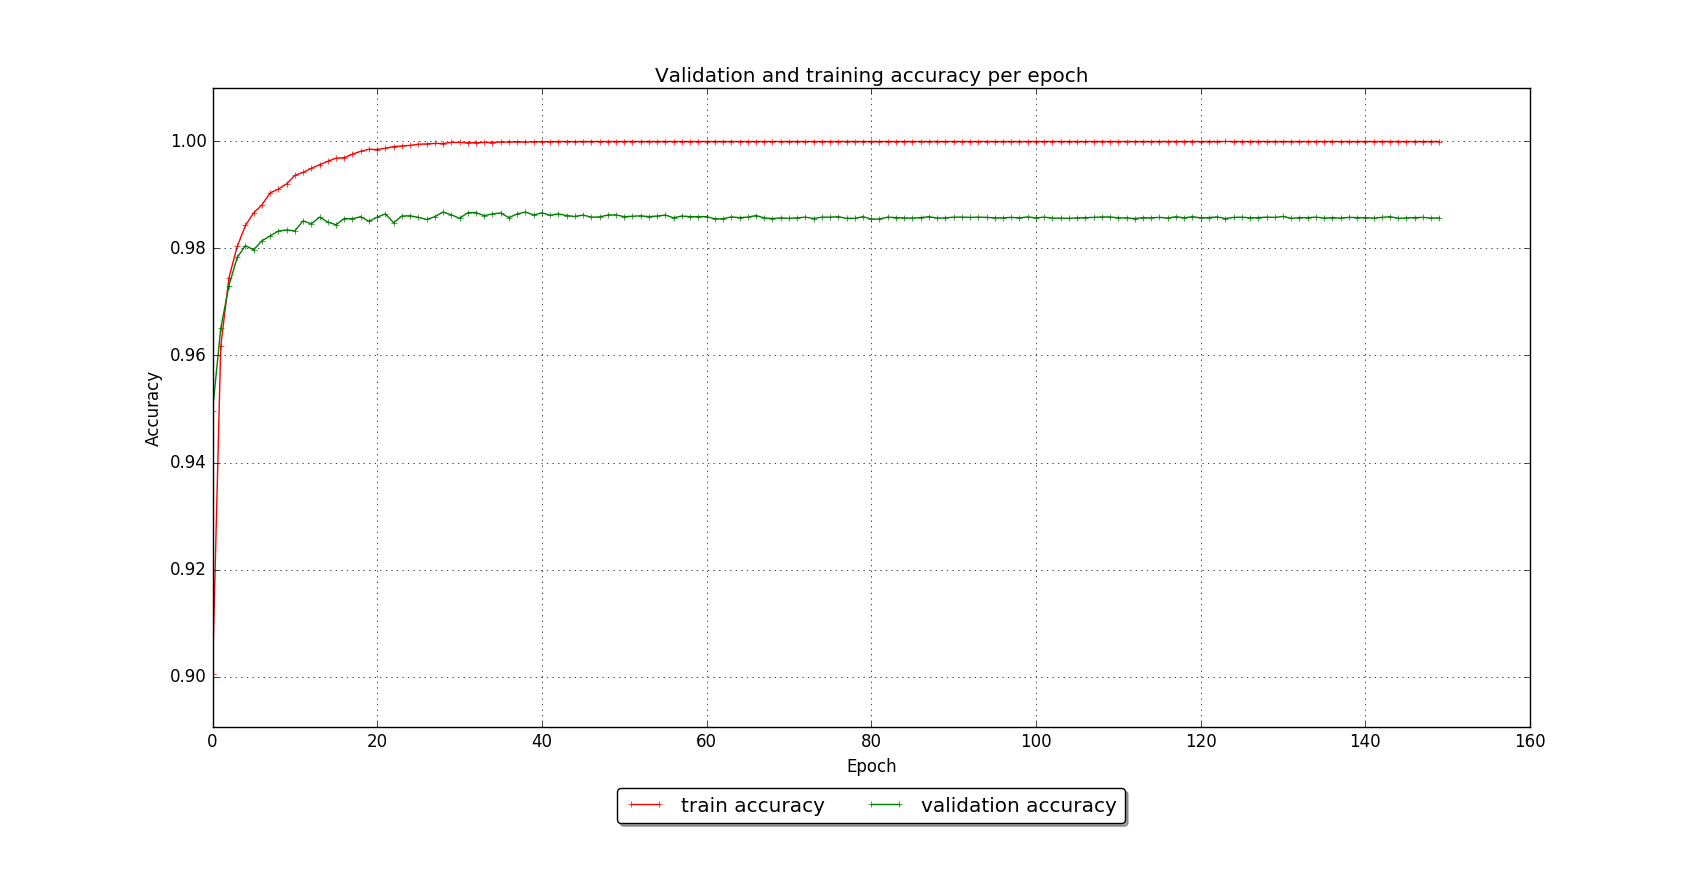 Validation and training accuracy per epoch
1.00
0.98
0.96
0.94
0.92
0.90
Accuracy
0 20 40 60 80 100 120 140 160
Epoch
train accuracy validation accuracy